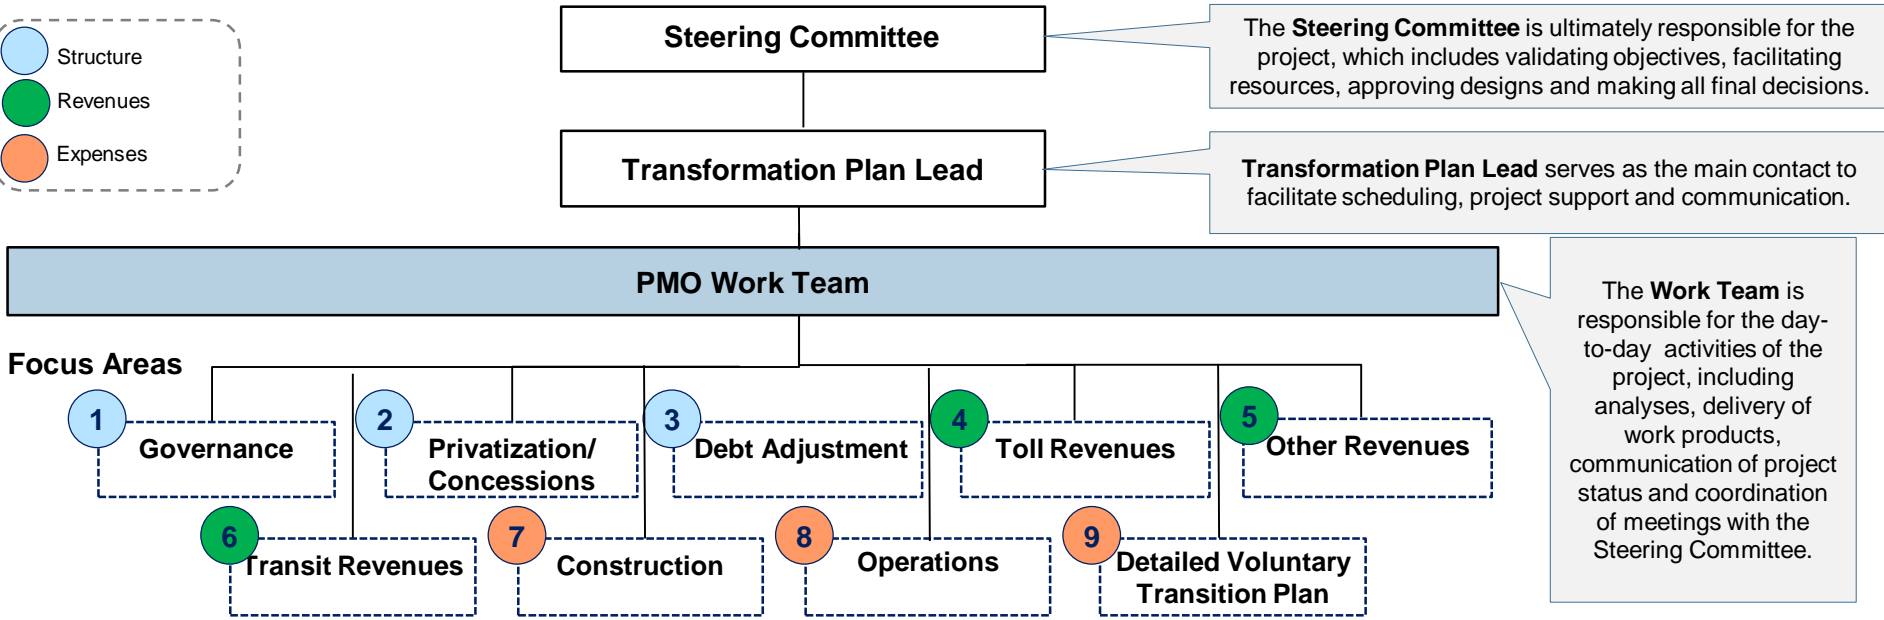 Structure
Revenues
Expenses
Steering Committee
The Steering Committee is ultimately responsible for the
project, which includes validating objectives, facilitating
resources, approving designs and making all final decisions.
Transformation Plan Lead
Transformation Plan Lead serves as the main contact to
facilitate scheduling, project support and communication.
PMO Work Team
The Work Team is
responsible for the day-
to-day activities of the
project, including
analyses, delivery of
work products,
communication of project
status and coordination
of meetings with the
Steering Committee.
Focus Areas
1
Governance
2
Privatization/
Concessions
3
Debt Adjustment
4
Toll Revenues
5
Other Revenues
6
Transit Revenues
7
Construction
8
Operations
9
Detailed Voluntary
Transition Plan